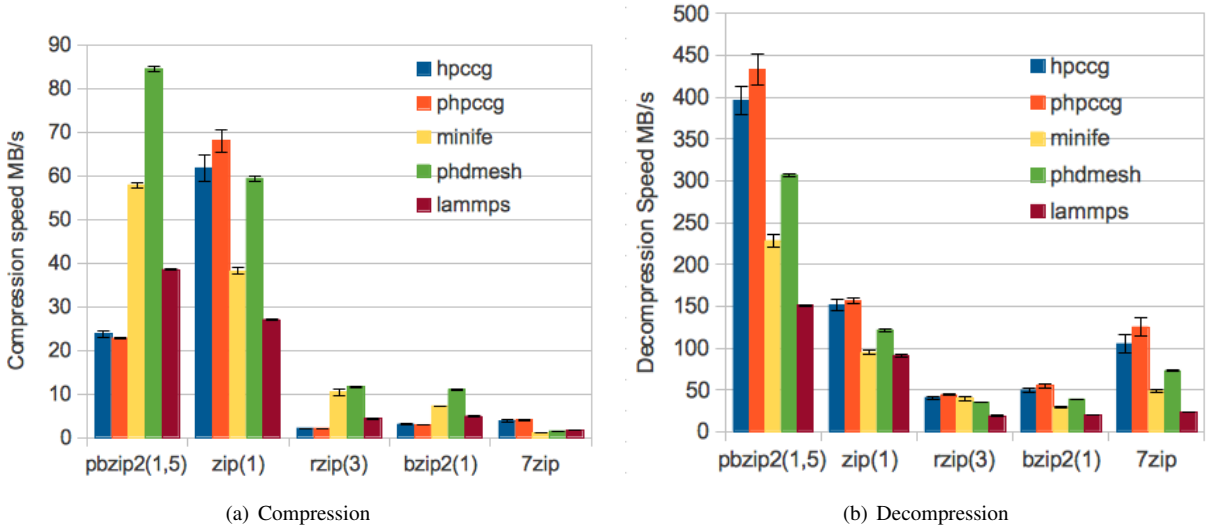 Compression speed MB/s
90
80
70
60
50
40
30
20
10
0
hpccg
phpccg
minife
phdmesh
lammps
pbzip2(1,5) zip(1) rzip(3) bzip2(1) 7zip
(a) Compression
Decompression Speed MB/s
500
450
400
350
300
250
200
150
100
50
0
hpccg
phpccg
minife
phdmesh
lammps
pbzip2(1,5) zip(1) rzip(3) bzip2(1) 7zip
(b) Decompression